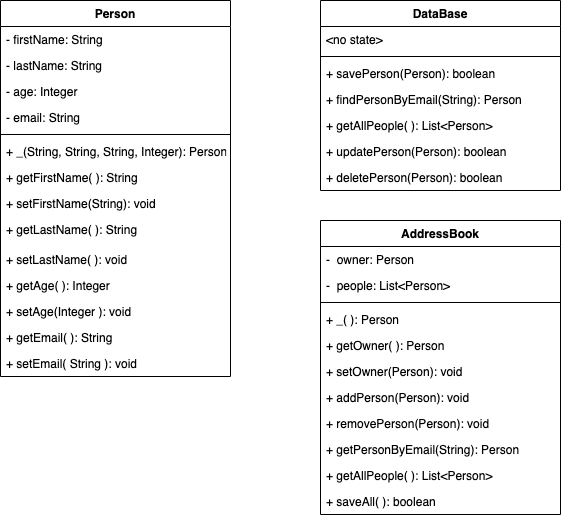 Person
- firstName: String
- lastName: String
- age: Integer
- email: String
+ _(String, String, String, Integer): Person
+ getFirstName( ): String
+ setFirstName(String): void
+ getLastName( ): String
+ setLastName( ): void
+ getAge( ): Integer
+ setAge(Integer ): void
+ getEmail( ): String
+ setEmail( String ): void
DataBase
<no state>
+ savePerson(Person): boolean
+ findPersonByEmail(String): Person
+ getAllPeople( ): List<Person>
+ updatePerson(Person): boolean
+ deletePerson(Person): boolean
AddressBook
- owner: Person
- people: List<Person>
+ _( ): Person
+ getOwner( ): Person
+ setOwner(Person): void
+ addPerson(Person): void
+ removePerson(Person): void
+ getPersonByEmail(String): Person
+ getAllPeople( ): List<Person>
+ saveAll( ): boolean